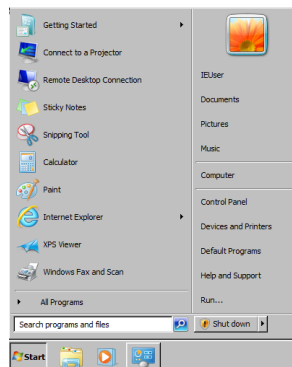 Getting Started
Connect to a Projector
Remote Desktop Connection
Sticky Notes
Snipping Tool
Calculator
Paint
Internet Explorer
XPS Viewer
Windows Fax and Scan
All Programs
Search programs and files
IEUser
Documents
Pictures
Music
Computer
Control Panel
Devices and Printers
Default Programs
Help and Support
Run...
Shut down
Start